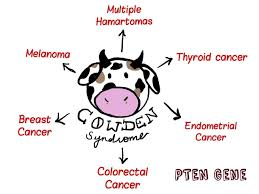 Multiple
Hamartomas
Melanoma
Thyroid cancer
COWDEN
Syndrome
Breast
Cancer
Endometrial
Cancer
Colorectal
Cancer
PTEN GENE